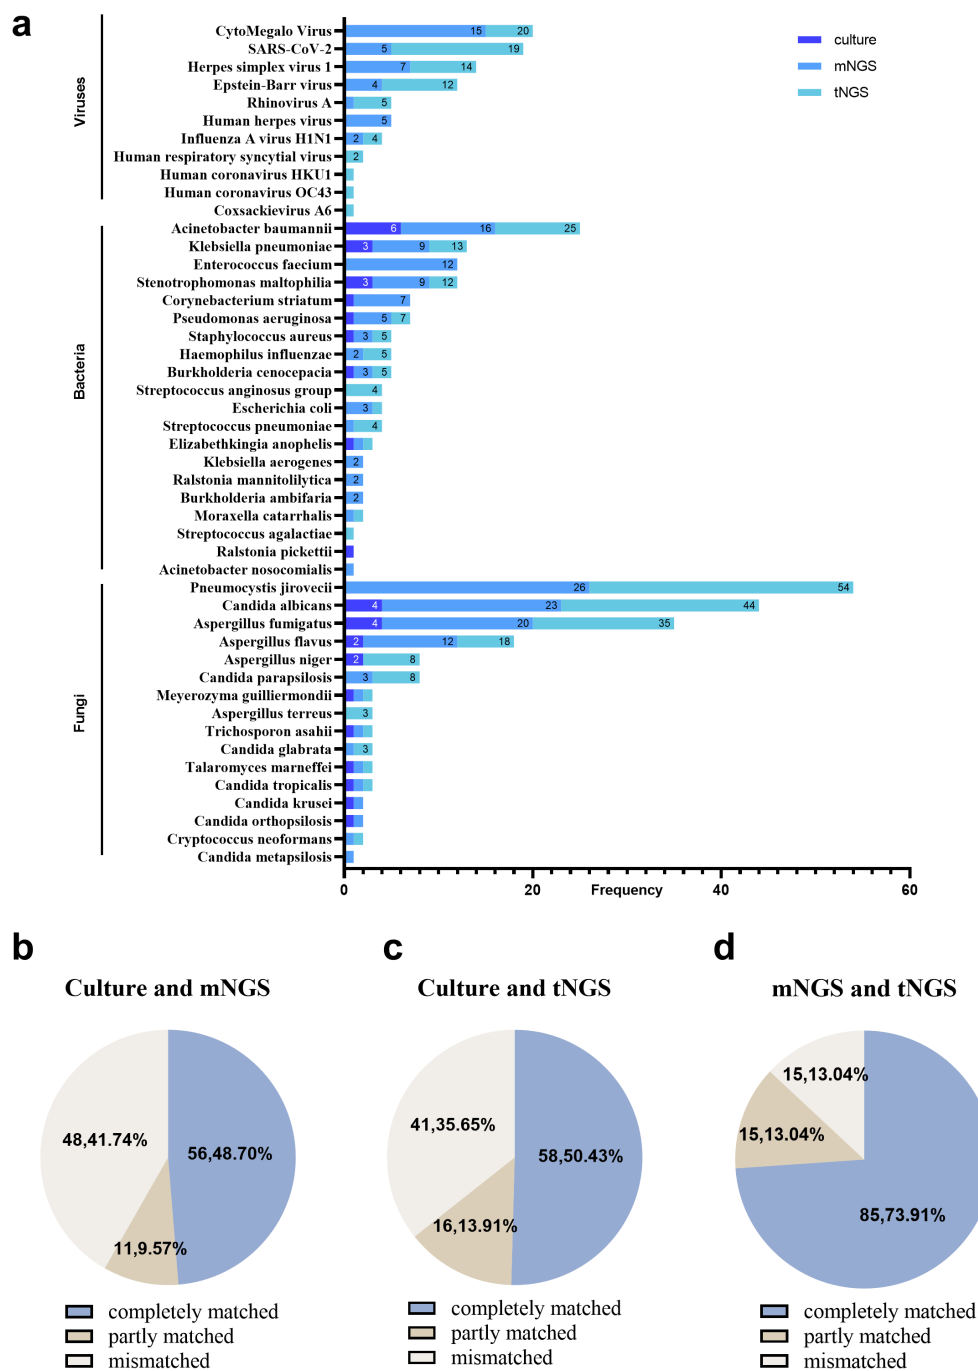 a
Viruses
CytoMegalo Virus 15 20
SARS-CoV-2 5 19
Herpes simplex virus 1 7 14
Epstein-Barr virus 4 12
Rhinovirus A 5
Human herpes virus 5
Influenza A virus H1N1 2 4
Human respiratory syncytial virus 2
Human coronavirus HKU1
Human coronavirus OC43
Coxsackievirus A6
culture
mNGS
tNGS
Bacteria
Acinetobacter baumannii 6 16 25
Klebsiella pneumoniae 3 9 13
Enterococcus faecium 12
Stenotrophomonas maltophilia 3 9 12
Corynebacterium striatum 7
Pseudomonas aeruginosa 5 7
Staphylococcus aureus 3 5
Haemophilus influenzae 2 5
Burkholderia cenocepacia 3 5
Streptococcus anginosus group 4
Escherichia coli 3
Streptococcus pneumoniae 4
Elizabethkingia anophelis
Klebsiella aerogenes 2
Ralstonia mannitolilytica 2
Burkholderia ambifaria 2
Moraxella catarrhalis
Streptococcus agalactiae
Ralstonia pickettii
Acinetobacter nosocomialis
Fungi
Pneumocystis jirovecii 26 54
Candida albicans 4 23 44
Aspergillus fumigatus 4 20 35
Aspergillus flavus 2 12 18
Aspergillus niger 2 8
Candida parapsilosis 3 8
Meyerozyma guilliermondii
Aspergillus terreus 3
Trichosporon asahii
Candida glabrata 3
Talaromyces marneffei
Candida tropicalis
Candida krusei
Candida orthopsilosis
Cryptococcus neoformans
Candida metapsilosis
0 20 40 60
Frequency
b
Culture and mNGS
48,41.74%
56,48.70%
11,9.57%
completely matched
partly matched
mismatched
c
Culture and tNGS
41,35.65%
58,50.43%
16,13.91%
completely matched
partly matched
mismatched
d
mNGS and tNGS
15,13.04%
15,13.04%
85,73.91%
completely matched
partly matched
mismatched